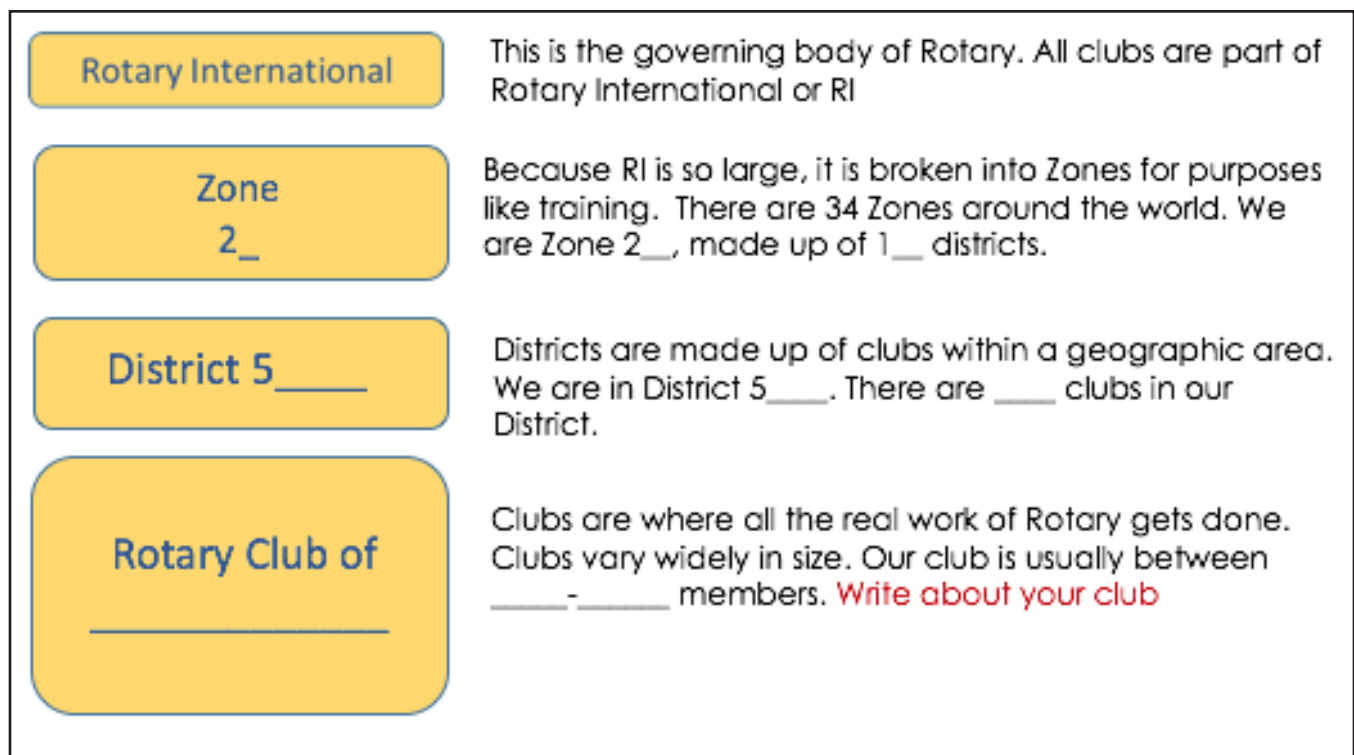 Rotary International
This is the governing body of Rotary. All clubs are part of
Rotary International or RI
Zone
2_
Because RI is so large, it is broken into Zones for purposes
like training.  There are 34 Zones around the world. We
are Zone 2__, made up of 1__ districts.
District 5____
Districts are made up of clubs within a geographic area.
We are in District 5____. There are ____ clubs in our
District.
Rotary Club of
______________
Clubs are where all the real work of Rotary gets done.
Clubs vary widely in size. Our club is usually between
_____-______ members. Write about your club